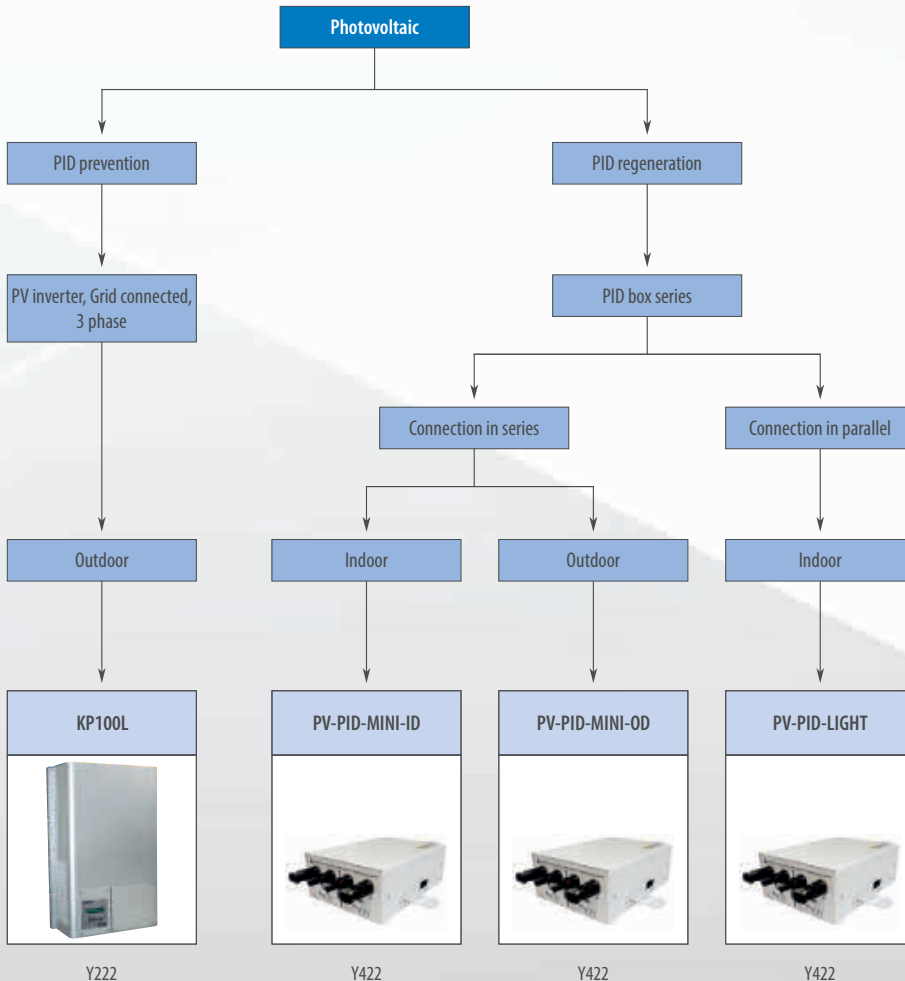 Photovoltaic
PID prevention
PID regeneration
PV inverter, Grid connected,
3 phase
PID box series
Connection in series
Connection in parallel
Outdoor
Indoor
Outdoor
Indoor
KP100L
PV-PID-MINI-ID
PV-PID-MINI-OD
PV-PID-LIGHT
Y222
Y422
Y422
Y422